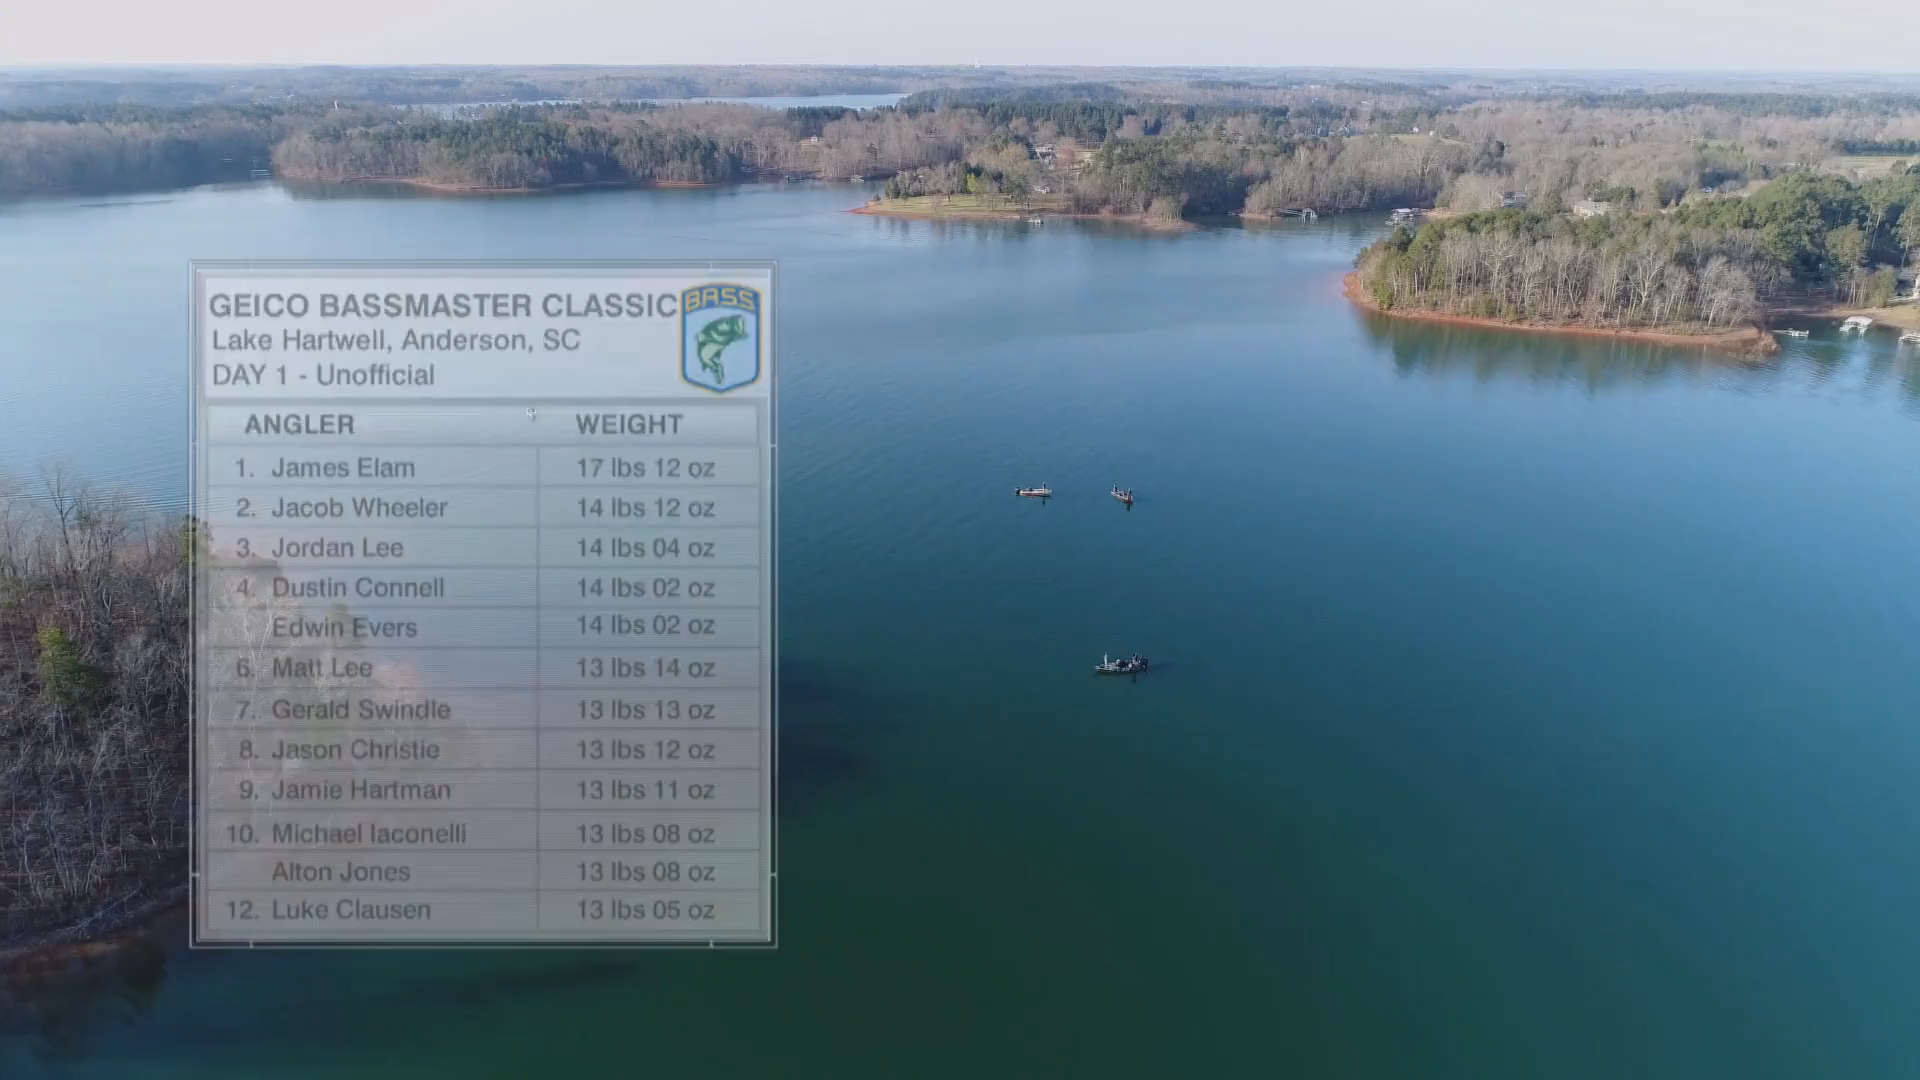 GEICO BASSMASTER CLASSIC
BASS
Lake Hartwell, Anderson, SC
DAY 1 - Unofficial
ANGLER WEIGHT
1. James Elam 17 lbs 12 oz
2. Jacob Wheeler 14 lbs 12 oz
3. Jordan Lee 14 lbs 04 oz
4. Dustin Connell 14 lbs 02 oz
Edwin Evers 14 lbs 02 oz
6. Matt Lee 13 lbs 14 oz
7. Gerald Swindle 13 lbs 13 oz
8. Jason Christie 13 lbs 12 oz
9. Jamie Hartman 13 lbs 11 oz
10. Michael Iaconelli 13 lbs 08 oz
Alton Jones 13 lbs 08 oz
12. Luke Clausen 13 lbs 05 oz